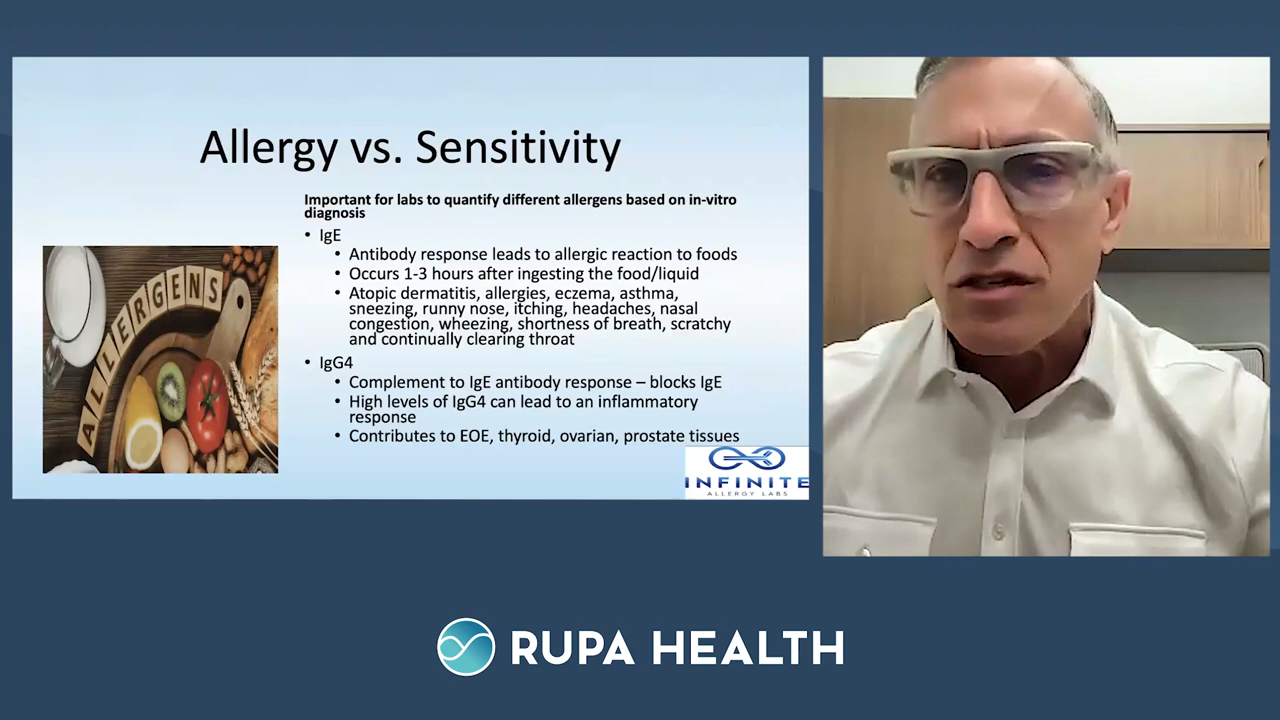 Allergy vs. Sensitivity
Important for labs to quantify different allergens based on in-vitro
diagnosis
• IgE
• Antibody response leads to allergic reaction to foods
• Occurs 1-3 hours after ingesting the food/liquid
• Atopic dermatitis, allergies, eczema, asthma,
sneezing, runny nose, itching, headaches, nasal
congestion, wheezing, shortness of breath, scratchy
and continually clearing throat
• IgG4
• Complement to IgE antibody response – blocks IgE
• High levels of IgG4 can lead to an inflammatory
response
• Contributes to EOE, thyroid, ovarian, prostate tissues
ALLERGENS
INFINITE
ALLERGY LABS
RUPA HEALTH